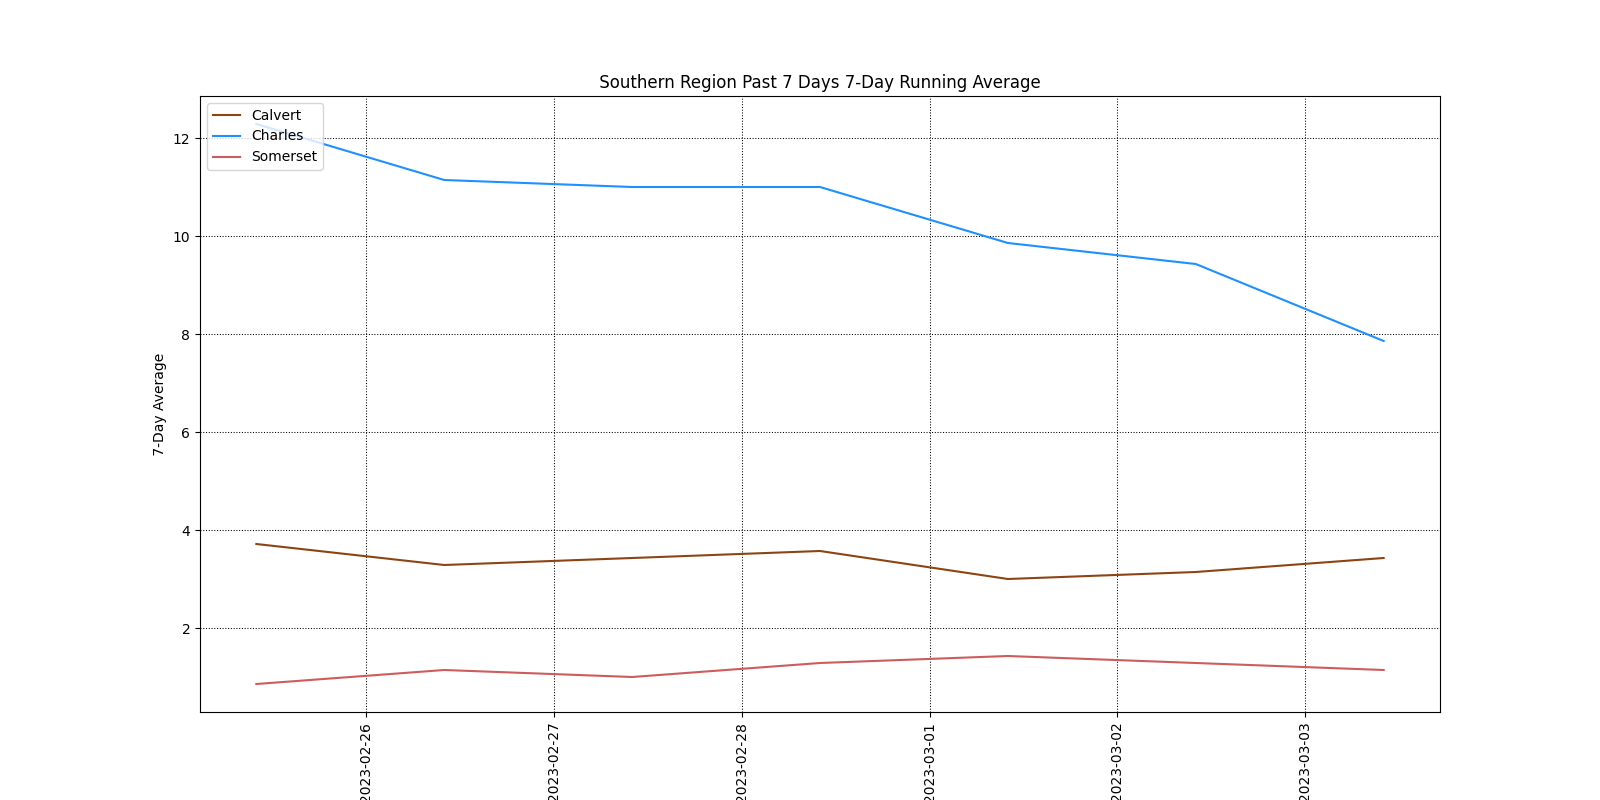 Southern Region Past 7 Days 7-Day Running Average
Calvert
Charles
Somerset
12
10
8
6
4
2
7-Day Average
2023-02-26
2023-02-27
2023-02-28
2023-03-01
2023-03-02
2023-03-03